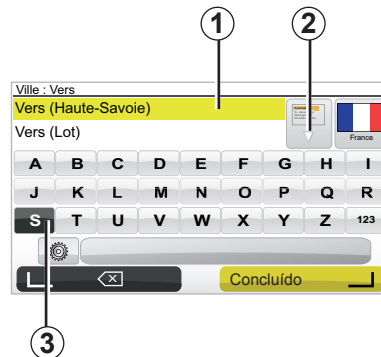 1 2
Ville : Vers
Vers (Haute-Savoie)
Vers (Lot)
France
A B C D E F G H I
J K L M N O P Q R
S T U V W X Y Z 123
Concluído
3